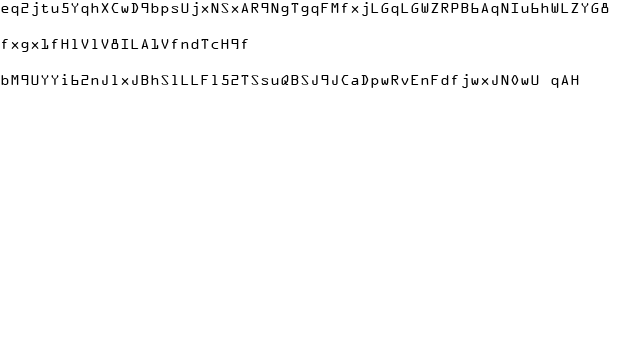 eq2jtu5YqhXCwD9bpsUjxNSxAR9NgTgqFMfxjLGqLGWZRPB6AqNIu6hWLZYG8
fxgx1fH1V1V8ILA1VfndTcH9f
bM9UYYi62nJ1xJBhS1LLF152TSsuQBSJ9JCaDpwRvEnFdfjwxJN0wU qAH